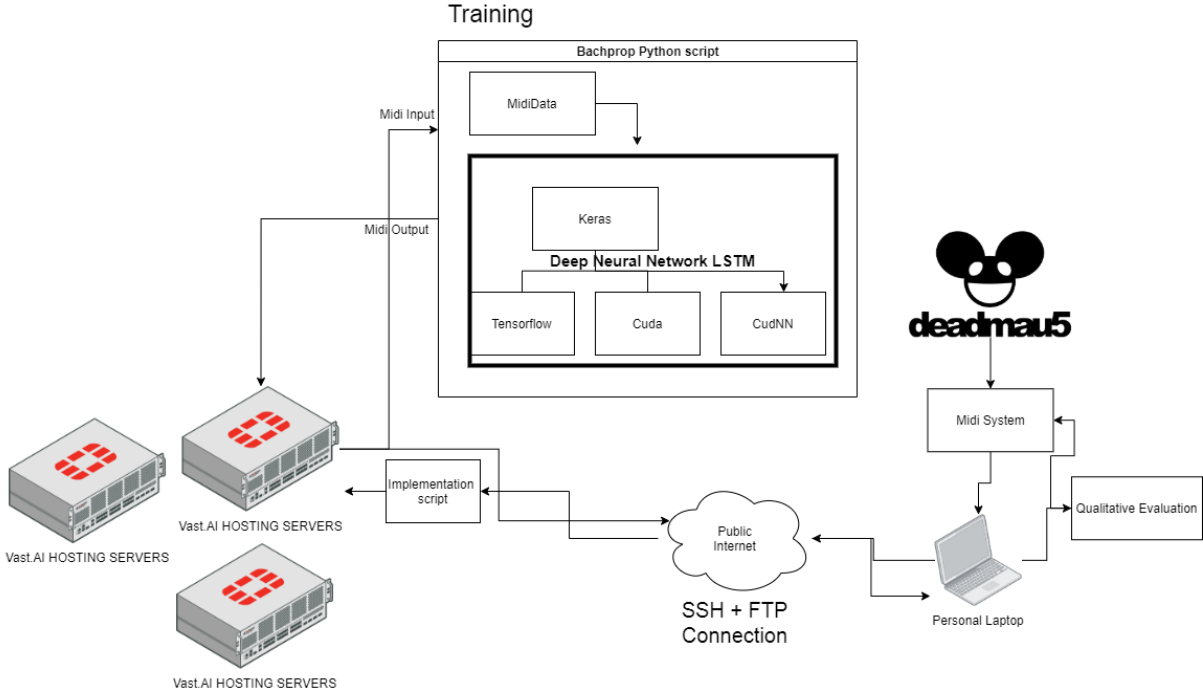 Training
Bachprop Python script
MidiData
Midi Input
Keras
Midi Output
Deep Neural Network LSTM
Tensorflow
Cuda
CudNN
deadmau5
Midi System
Implementation
script
Qualitative Evaluation
Vast.AI HOSTING SERVERS
Vast.AI HOSTING SERVERS
Public
Internet
SSH + FTP
Connection
Personal Laptop
Vast.AI HOSTING SERVERS